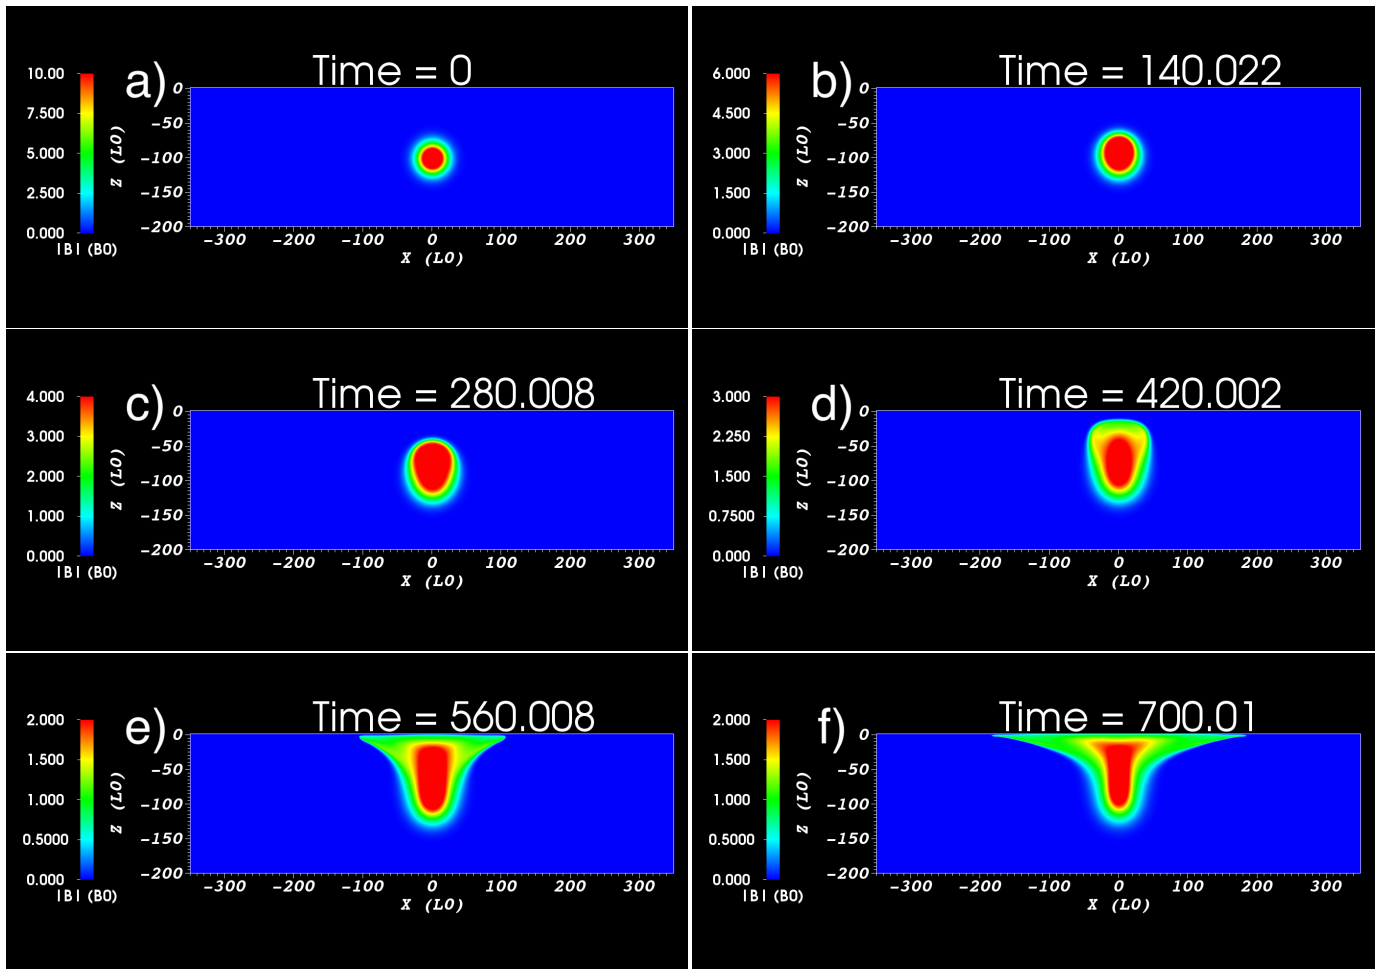 a) Time = 0
10.00
7.500
5.000
2.500
0.000
|B| (B0)
Z (L0)
0
-50
-100
-150
-200
-300 -200 -100 0 100 200 300
X (L0)
b) Time = 140.022
6.000
4.500
3.000
1.500
0.000
|B| (B0)
Z (L0)
0
-50
-100
-150
-200
-300 -200 -100 0 100 200 300
X (L0)
c) Time = 280.008
4.000
3.000
2.000
1.000
0.000
|B| (B0)
Z (L0)
0
-50
-100
-150
-200
-300 -200 -100 0 100 200 300
X (L0)
d) Time = 420.002
3.000
2.250
1.500
0.7500
0.000
|B| (B0)
Z (L0)
0
-50
-100
-150
-200
-300 -200 -100 0 100 200 300
X (L0)
e) Time = 560.008
2.000
1.500
1.000
0.5000
0.000
|B| (B0)
Z (L0)
0
-50
-100
-150
-200
-300 -200 -100 0 100 200 300
X (L0)
f) Time = 700.01
2.000
1.500
1.000
0.5000
0.000
|B| (B0)
Z (L0)
0
-50
-100
-150
-200
-300 -200 -100 0 100 200 300
X (L0)